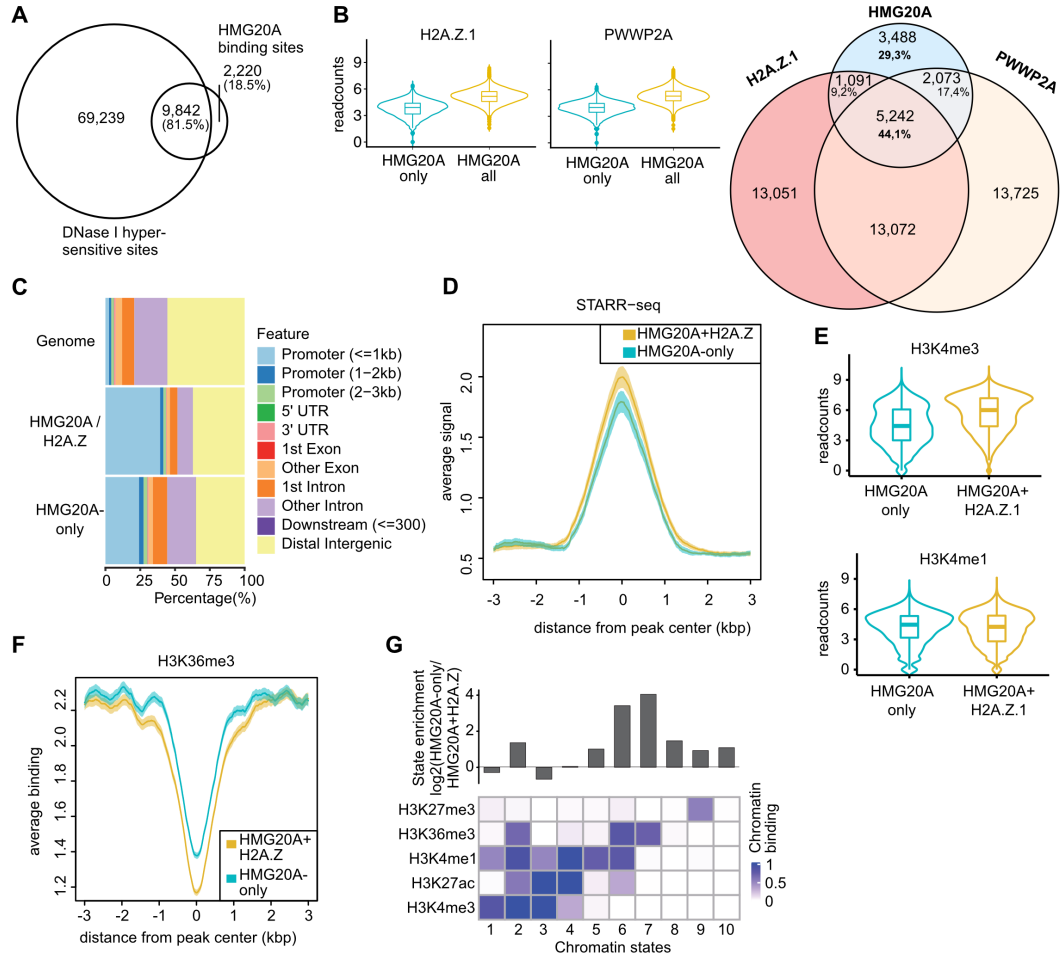 A
HMG20A
binding sites
2,220
(18.5%)
69,239
9,842
(81.5%)
DNase I hyper-
sensitive sites
B
H2A.Z.1
PWWP2A
readcounts
9
6
3
0
HMG20A
only
HMG20A
all
HMG20A
only
HMG20A
all
HMG20A
H2A.Z.1
PWWP2A
3,488
29,3%
1,091
9,2%
2,073
17,4%
5,242
44,1%
13,051
13,725
13,072
C
Genome
HMG20A /
H2A.Z
HMG20A-
only
0
25
50
75
100
Percentage(%)
Feature
Promoter (<=1kb)
Promoter (1−2kb)
Promoter (2−3kb)
5' UTR
3' UTR
1st Exon
Other Exon
1st Intron
Other Intron
Downstream (<=300)
Distal Intergenic
D
STARR−seq
HMG20A+H2A.Z
HMG20A-only
average signal
2.0
1.5
1.0
0.5
-3
-2
-1
0
1
2
3
distance from peak center (kbp)
E
H3K4me3
readcounts
9
6
3
0
HMG20A
only
HMG20A+
H2A.Z.1
H3K4me1
readcounts
9
6
3
0
HMG20A
only
HMG20A+
H2A.Z.1
F
H3K36me3
average binding
2.2
2.0
1.8
1.6
1.4
1.2
HMG20A+
H2A.Z
HMG20A-
only
-3
-2
-1
0
1
2
3
distance from peak center (kbp)
G
State enrichment
log2(HMG20A-only/
HMG20A+H2A.Z)
4
2
0
H3K27me3
H3K36me3
H3K4me1
H3K27ac
H3K4me3
1
2
3
4
5
6
7
8
9
10
Chromatin states
Chromatin
binding
1
0.5
0